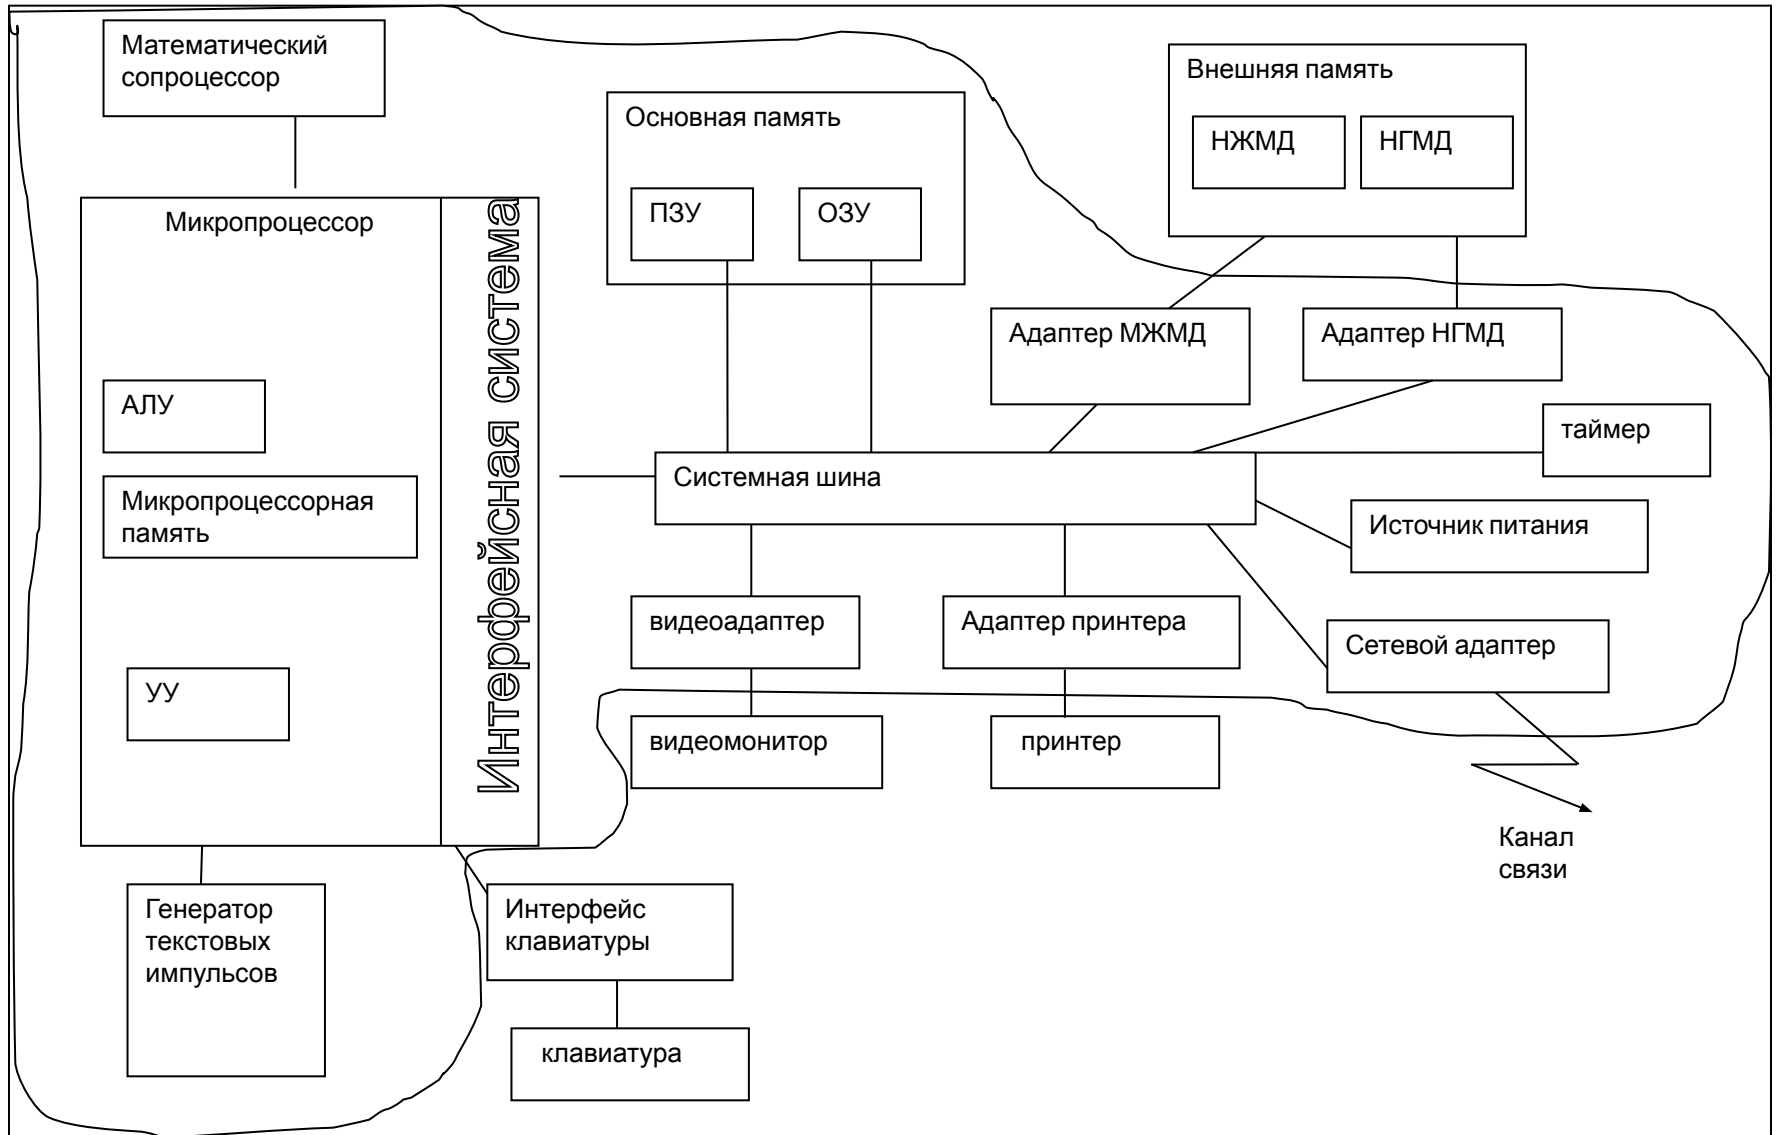 Математический
сопроцессор
Внешняя память
НЖМД
НГМД
Основная память
ПЗУ
ОЗУ
Микропроцессор
Интерфейсная система
Адаптер МЖМД
Адаптер НГМД
АЛУ
таймер
Системная шина
Микропроцессорная
память
Источник питания
видеоадаптер
Адаптер принтера
Сетевой адаптер
УУ
видеомонитор
принтер
Канал
связи
Генератор
текстовых
импульсов
Интерфейс
клавиатуры
клавиатура